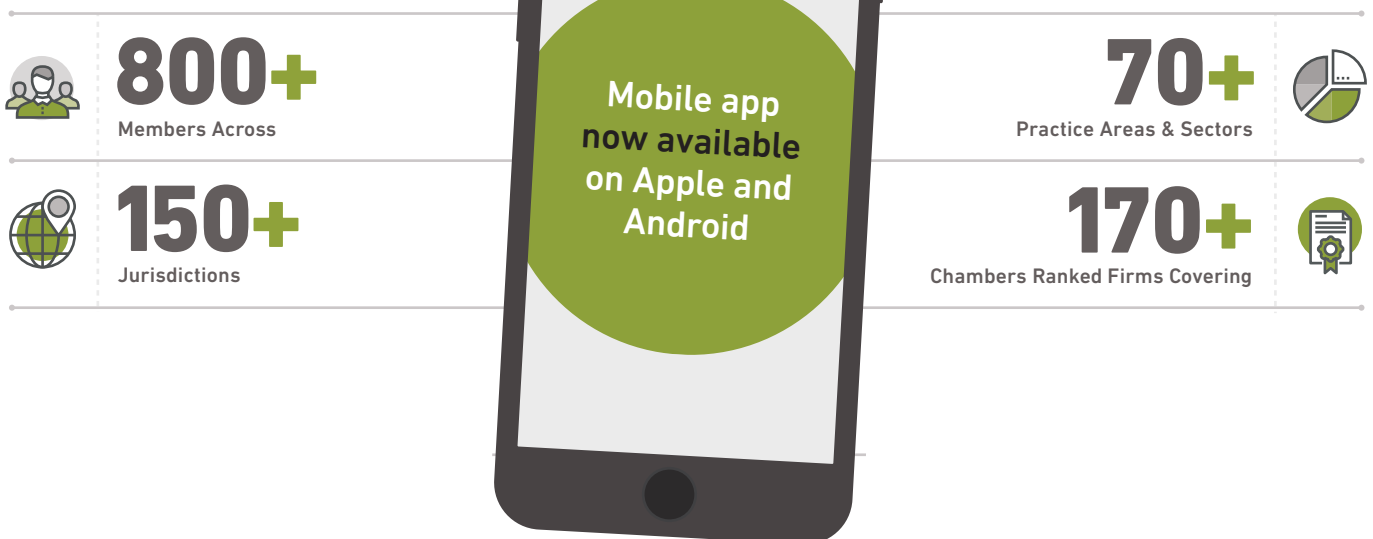 800+
Members Across
150+
Jurisdictions
Mobile app
now available
on Apple and
Android
70+
Practice Areas & Sectors
170+
Chambers Ranked Firms Covering